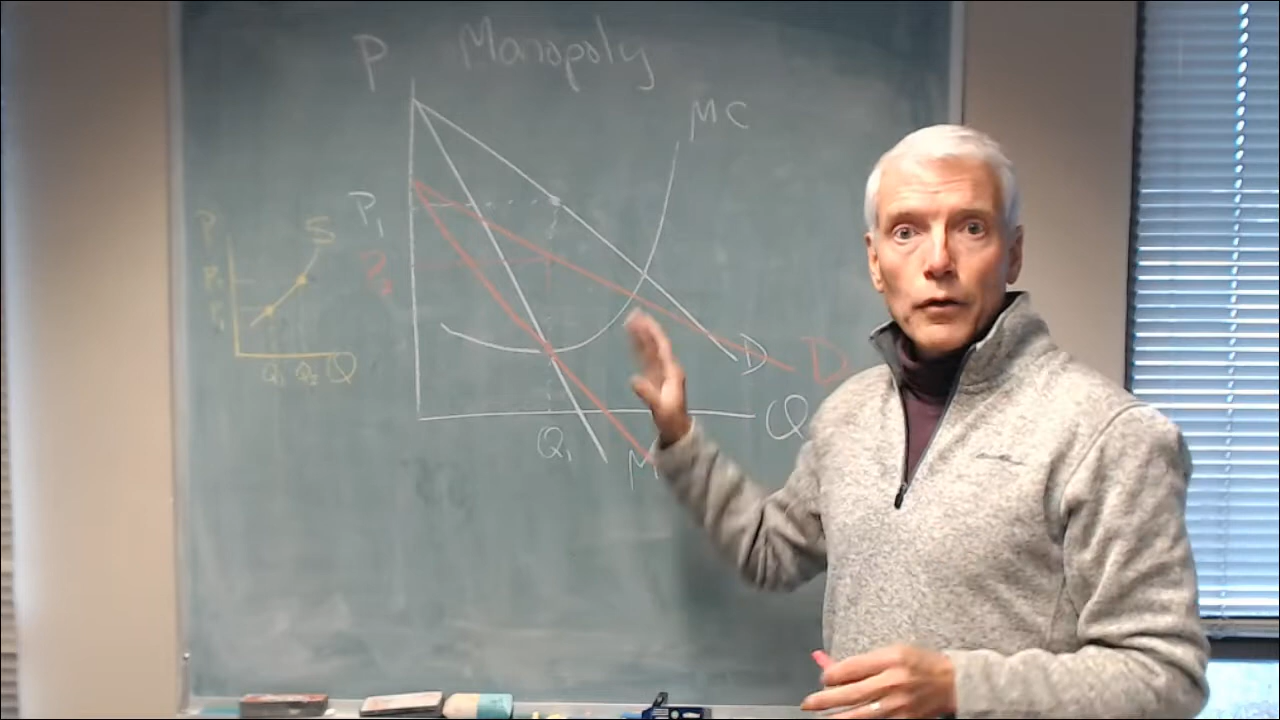 P Monopoly
MC
P₁
P₂
D D
Q
Q₁
M
P S
P₂
P₁
Q₁ Q₂ Q